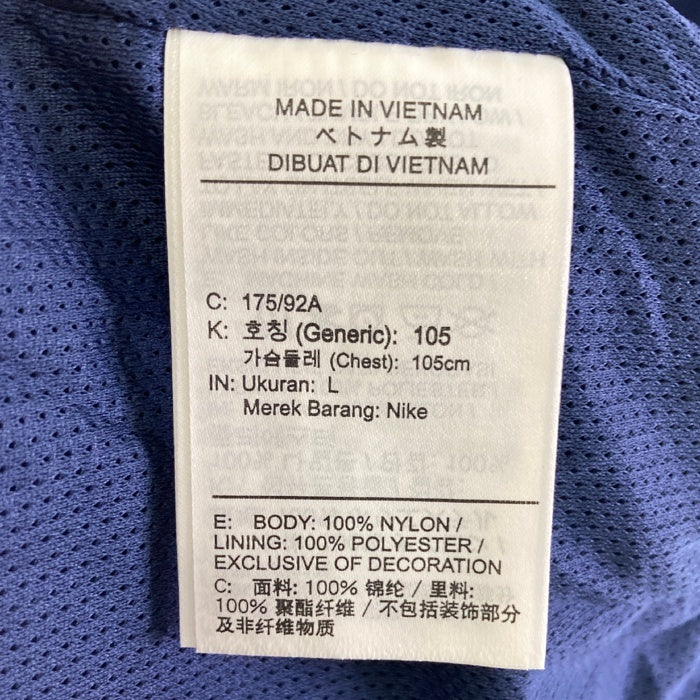 MADE IN VIETNAM
ベトナム製
DIBUAT DI VIETNAM
C: 175/92A
K: 호칭 (Generic): 105
가슴둘레 (Chest): 105cm
IN: Ukuran: L
Merek Barang: Nike
E: BODY: 100% NYLON /
LINING: 100% POLYESTER /
EXCLUSIVE OF DECORATION
C: 面料: 100% 锦纶 / 里料:
100% 聚酯纤维 / 不包括装饰部分
及非纤维物质